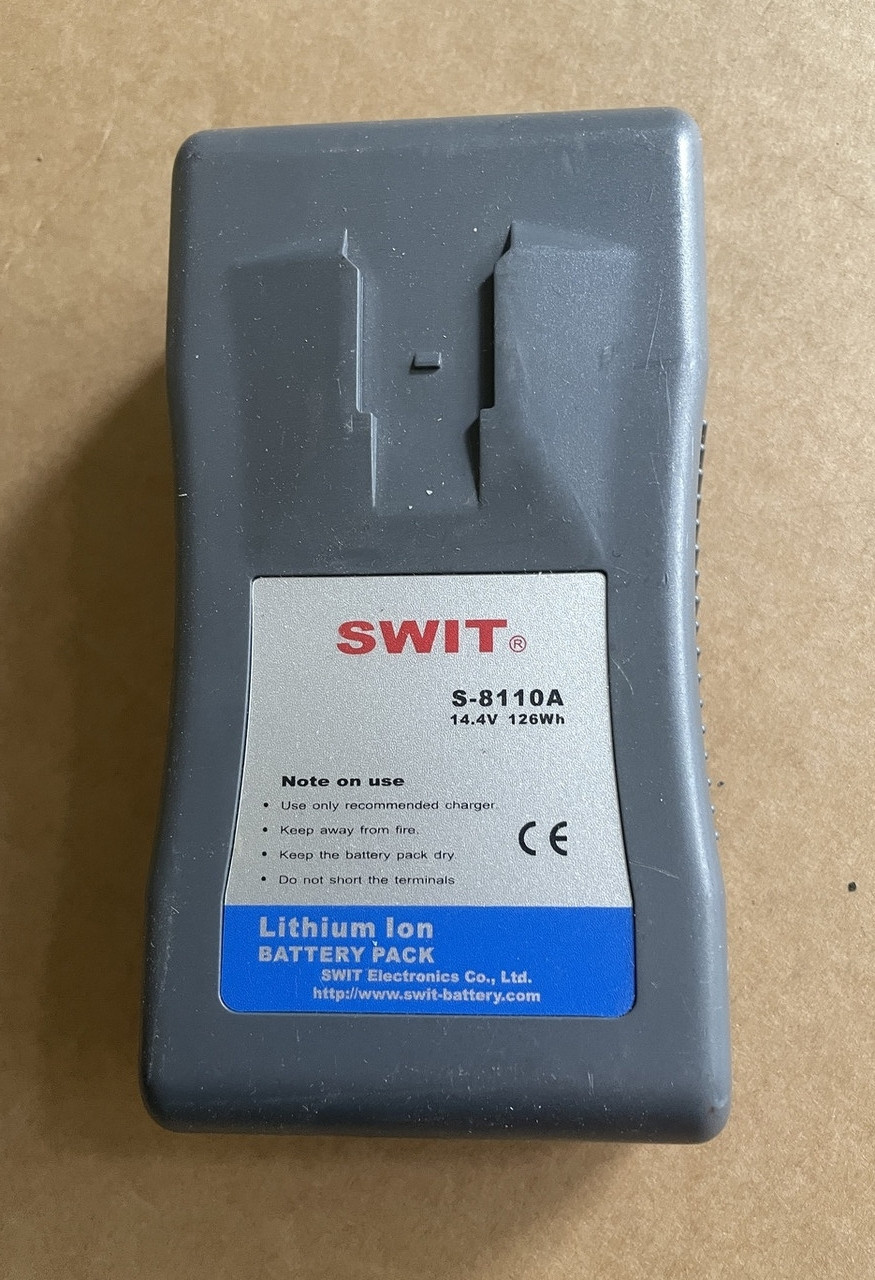 SWIT®
S-8110A
14.4V 126Wh
Note on use
• Use only recommended charger.
• Keep away from fire.
• Keep the battery pack dry.
• Do not short the terminals
CE
Lithium Ion
BATTERY PACK
SWIT Electronics Co., Ltd.
http://www.swit-battery.com